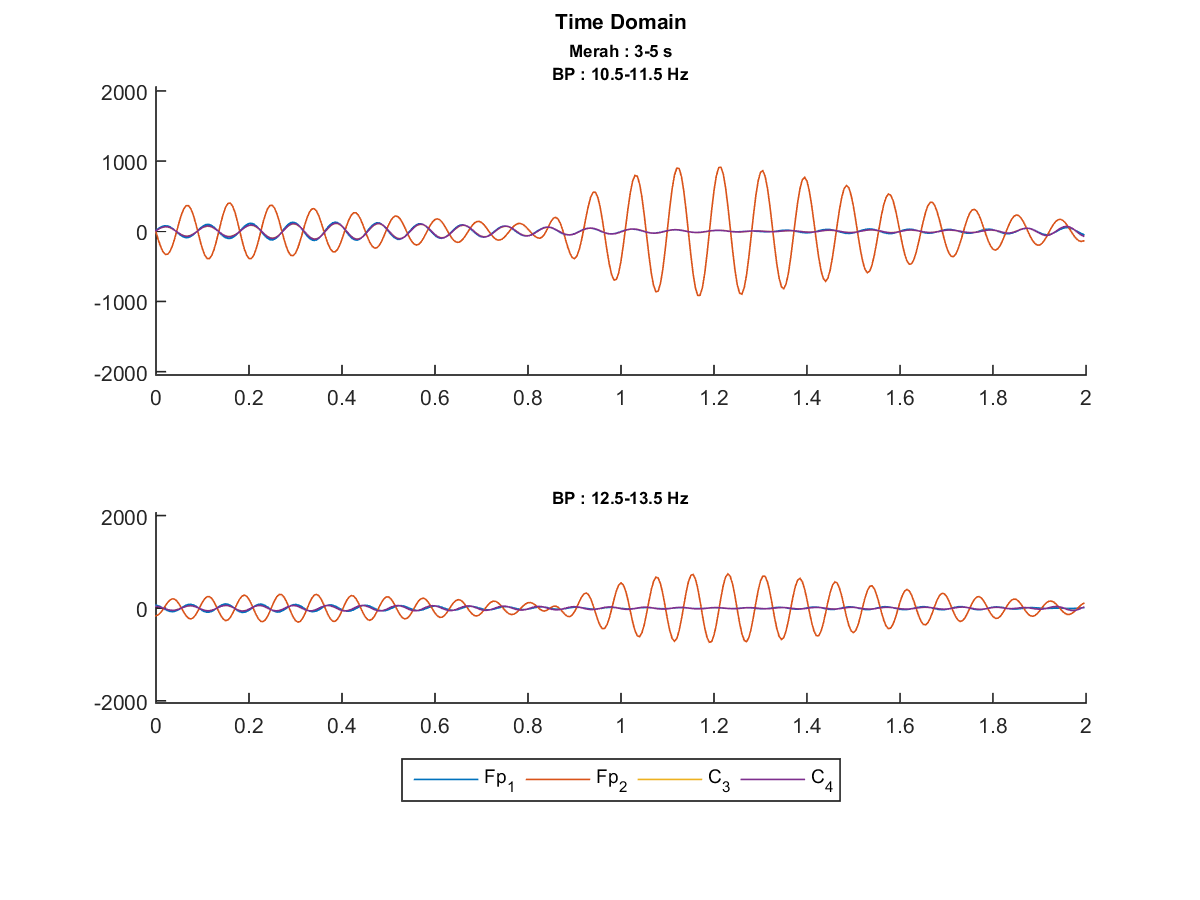 Time Domain
Merah : 3-5 s
BP : 10.5-11.5 Hz
2000
1000
0
-1000
-2000
0 0.2 0.4 0.6 0.8 1 1.2 1.4 1.6 1.8 2
BP : 12.5-13.5 Hz
2000
0
-2000
0 0.2 0.4 0.6 0.8 1 1.2 1.4 1.6 1.8 2
Fp1 Fp2 C3 C4